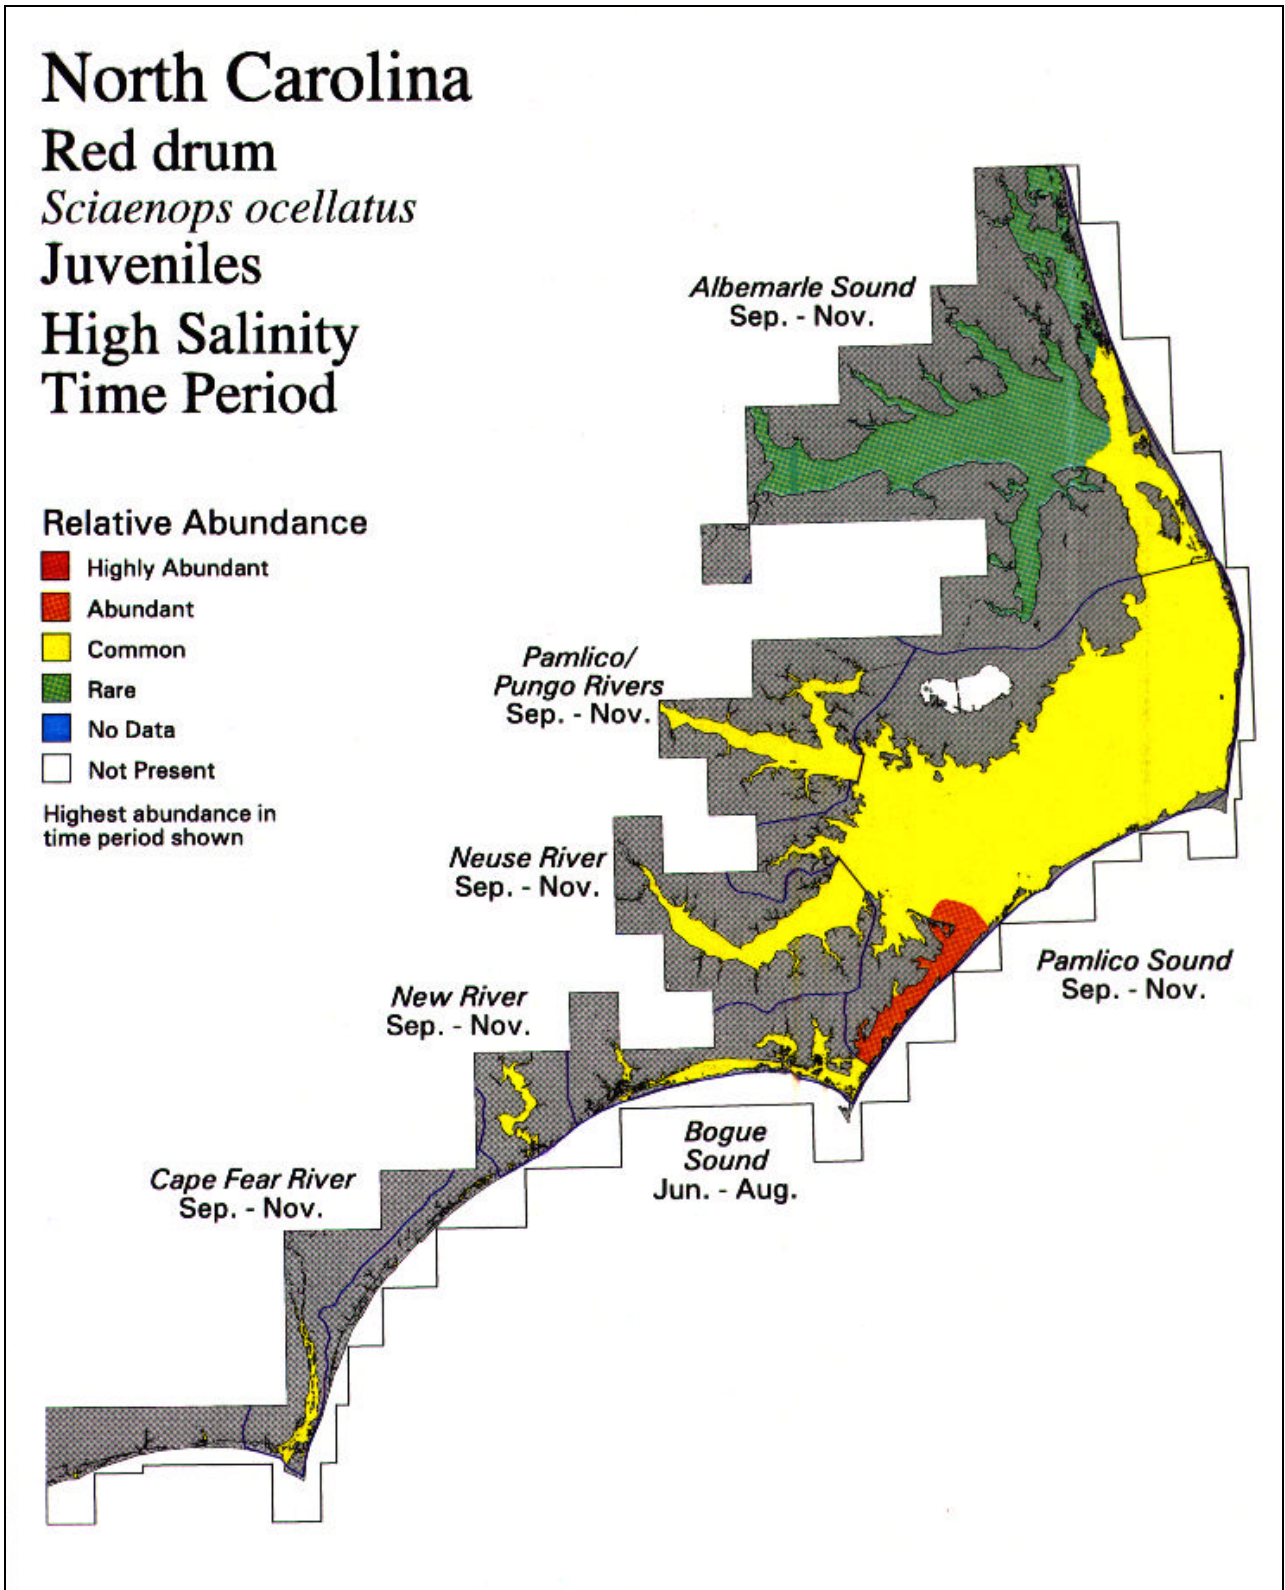 North Carolina
Red drum
Sciaenops ocellatus
Juveniles
High Salinity
Time Period
Relative Abundance
Highly Abundant
Abundant
Common
Rare
No Data
Not Present
Highest abundance in
time period shown
Albemarle Sound
Sep. - Nov.
Pamlico/
Pungo Rivers
Sep. - Nov.
Neuse River
Sep. - Nov.
Pamlico Sound
Sep. - Nov.
New River
Sep. - Nov.
Bogue
Sound
Jun. - Aug.
Cape Fear River
Sep. - Nov.